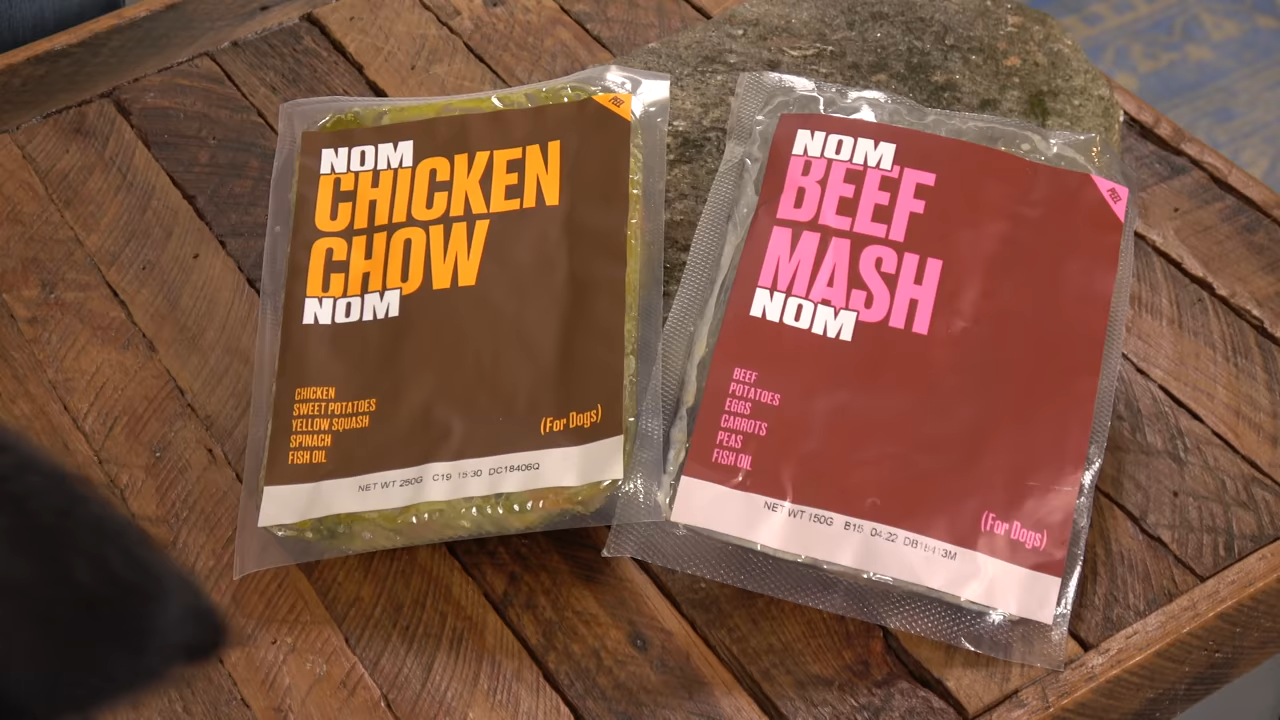 PEEL
NOM
CHICKEN
CHOW
NOM
CHICKEN
SWEET POTATOES
YELLOW SQUASH
SPINACH
FISH OIL
(For Dogs)
NET WT 250G C19 15:30 DC18406Q
PEEL
NOM
BEEF
MASH
NOM
BEEF
POTATOES
EGGS
CARROTS
PEAS
FISH OIL
(For Dogs)
NET WT 150G B15 04:22 DB18413M